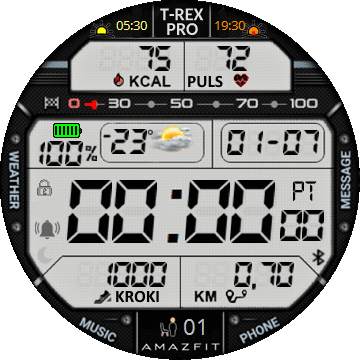 05:30 T-REX PRO 19:30
75 72
KCAL PULS
0 30 50 70 100
100% -23° 01-07
WEATHER
MESSAGE
00:00 PT 00
1000 0,70
KROKI KM
MUSIC 01 PHONE
AMAZFIT